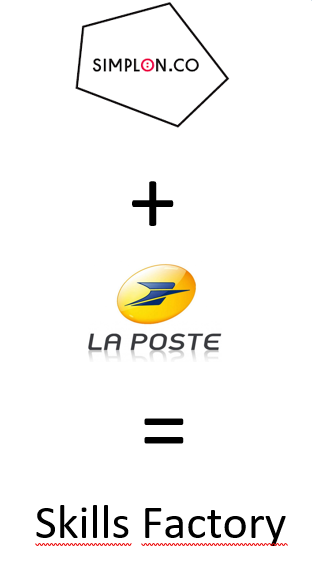 SIMPLON.CO
+
LA POSTE
=
Skills Factory